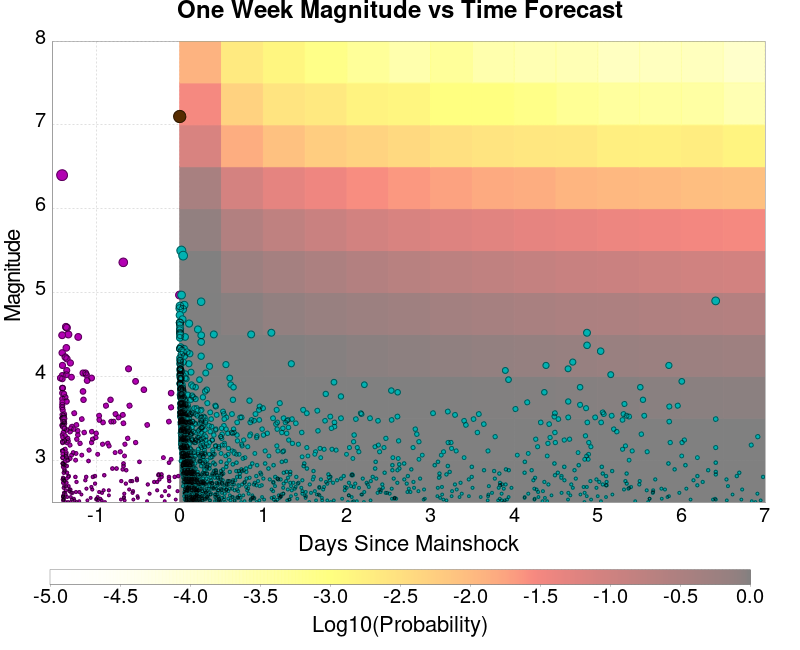 One Week Magnitude vs Time Forecast
8
7
6
5
4
3
Magnitude
-1 0 1 2 3 4 5 6 7
Days Since Mainshock
-5.0 -4.5 -4.0 -3.5 -3.0 -2.5 -2.0 -1.5 -1.0 -0.5 0.0
Log10(Probability)